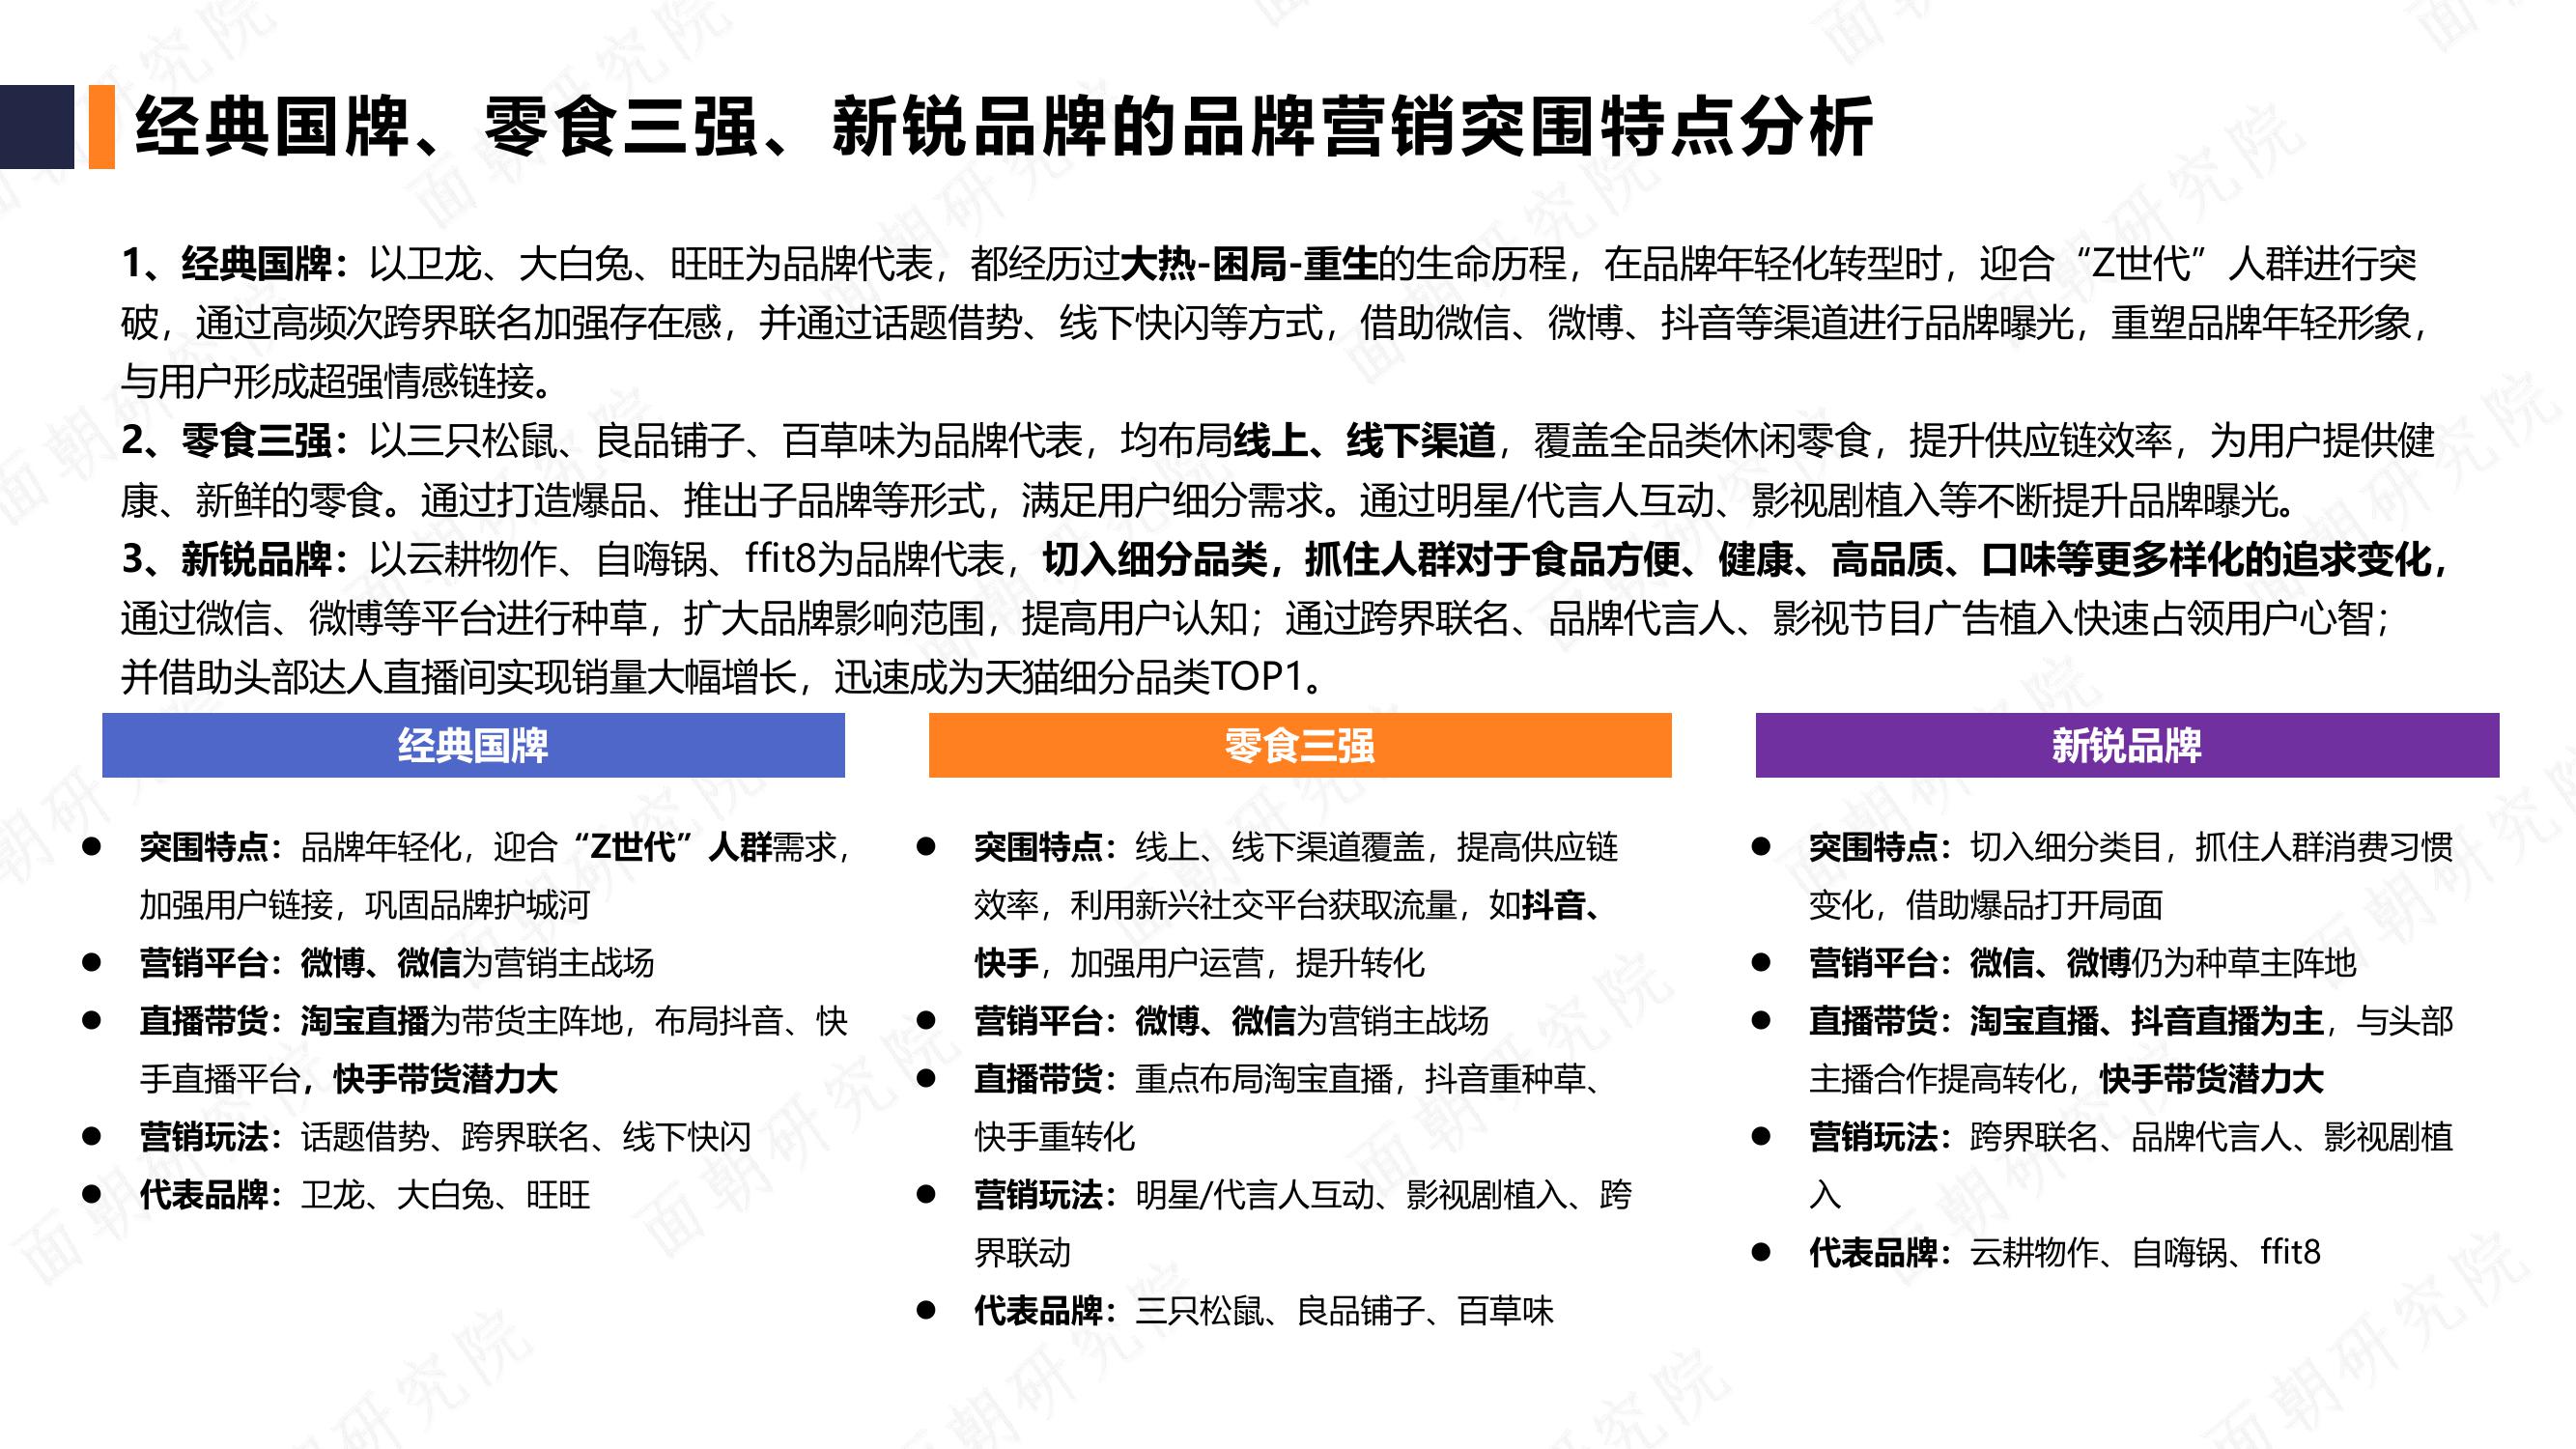 经典国牌、零食三强、新锐品牌的品牌营销突围特点分析
1、经典国牌：以卫龙、大白兔、旺旺为品牌代表，都经历过大热-困局-重生的生命历程，在品牌年轻化转型时，迎合“Z世代”人群进行突
破，通过高频次跨界联名加强存在感，并通过话题借势、线下快闪等方式，借助微信、微博、抖音等渠道进行品牌曝光，重塑品牌年轻形象，
与用户形成超强情感链接。
2、零食三强：以三只松鼠、良品铺子、百草味为品牌代表，均布局线上、线下渠道，覆盖全品类休闲零食，提升供应链效率，为用户提供健
康、新鲜的零食。通过打造爆品、推出子品牌等形式，满足用户细分需求。通过明星/代言人互动、影视剧植入等不断提升品牌曝光。
3、新锐品牌：以云耕物作、自嗨锅、ffit8为品牌代表，切入细分品类，抓住人群对于食品方便、健康、高品质、口味等更多样化的追求变化，
通过微信、微博等平台进行种草，扩大品牌影响范围，提高用户认知；通过跨界联名、品牌代言人、影视节目广告植入快速占领用户心智；
并借助头部达人直播间实现销量大幅增长，迅速成为天猫细分品类TOP1。
经典国牌
● 突围特点：品牌年轻化，迎合“Z世代”人群需求，
加强用户链接，巩固品牌护城河
● 营销平台：微博、微信为营销主战场
● 直播带货：淘宝直播为带货主阵地，布局抖音、快
手直播平台，快手带货潜力大
● 营销玩法：话题借势、跨界联名、线下快闪
● 代表品牌：卫龙、大白兔、旺旺
零食三强
● 突围特点：线上、线下渠道覆盖，提高供应链
效率，利用新兴社交平台获取流量，如抖音、
快手，加强用户运营，提升转化
● 营销平台：微博、微信为营销主战场
● 直播带货：重点布局淘宝直播，抖音重种草、
快手重转化
● 营销玩法：明星/代言人互动、影视剧植入、跨
界联动
● 代表品牌：三只松鼠、良品铺子、百草味
新锐品牌
● 突围特点：切入细分类目，抓住人群消费习惯
变化，借助爆品打开局面
● 营销平台：微信、微博仍为种草主阵地
● 直播带货：淘宝直播、抖音直播为主，与头部
主播合作提高转化，快手带货潜力大
● 营销玩法：跨界联名、品牌代言人、影视剧植
入
● 代表品牌：云耕物作、自嗨锅、ffit8
面朝研究院